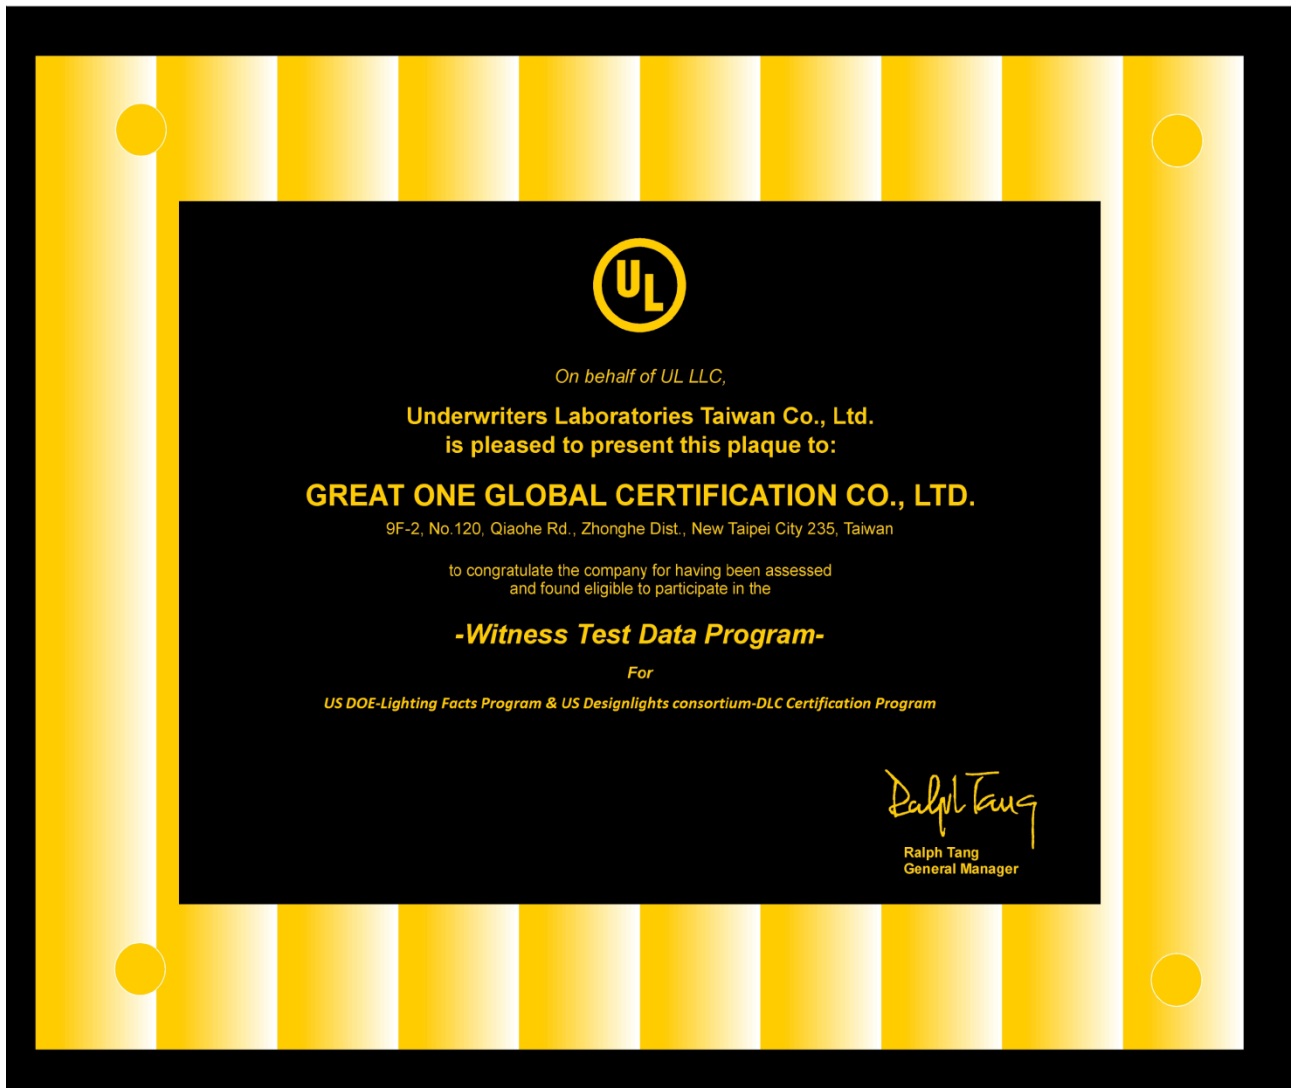 UL
On behalf of UL LLC,
Underwriters Laboratories Taiwan Co., Ltd.
is pleased to present this plaque to:
GREAT ONE GLOBAL CERTIFICATION CO., LTD.
9F-2, No.120, Qiaohe Rd., Zhonghe Dist., New Taipei City 235, Taiwan
to congratulate the company for having been assessed
and found eligible to participate in the
-Witness Test Data Program-
For
US DOE-Lighting Facts Program & US Designlights consortium-DLC Certification Program
Ralph Tang
Ralph Tang
General Manager